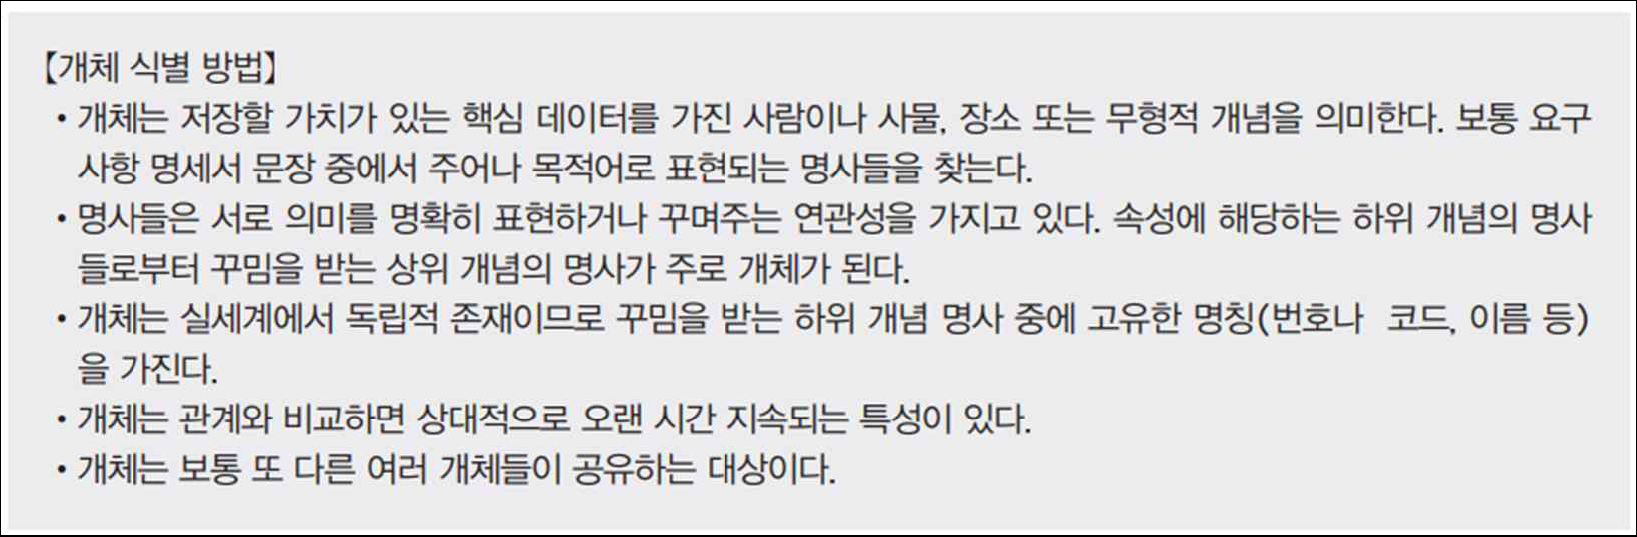 【개체 식별 방법】
• 개체는 저장할 가치가 있는 핵심 데이터를 가진 사람이나 사물, 장소 또는 무형적 개념을 의미한다. 보통 요구
사항 명세서 문장 중에서 주어나 목적어로 표현되는 명사들을 찾는다.
• 명사들은 서로 의미를 명확히 표현하거나 꾸며주는 연관성을 가지고 있다. 속성에 해당하는 하위 개념의 명사
들로부터 꾸밈을 받는 상위 개념의 명사가 주로 개체가 된다.
• 개체는 실세계에서 독립적 존재이므로 꾸밈을 받는 하위 개념 명사 중에 고유한 명칭(번호나 코드, 이름 등)
을 가진다.
• 개체는 관계와 비교하면 상대적으로 오랜 시간 지속되는 특성이 있다.
• 개체는 보통 또 다른 여러 개체들이 공유하는 대상이다.